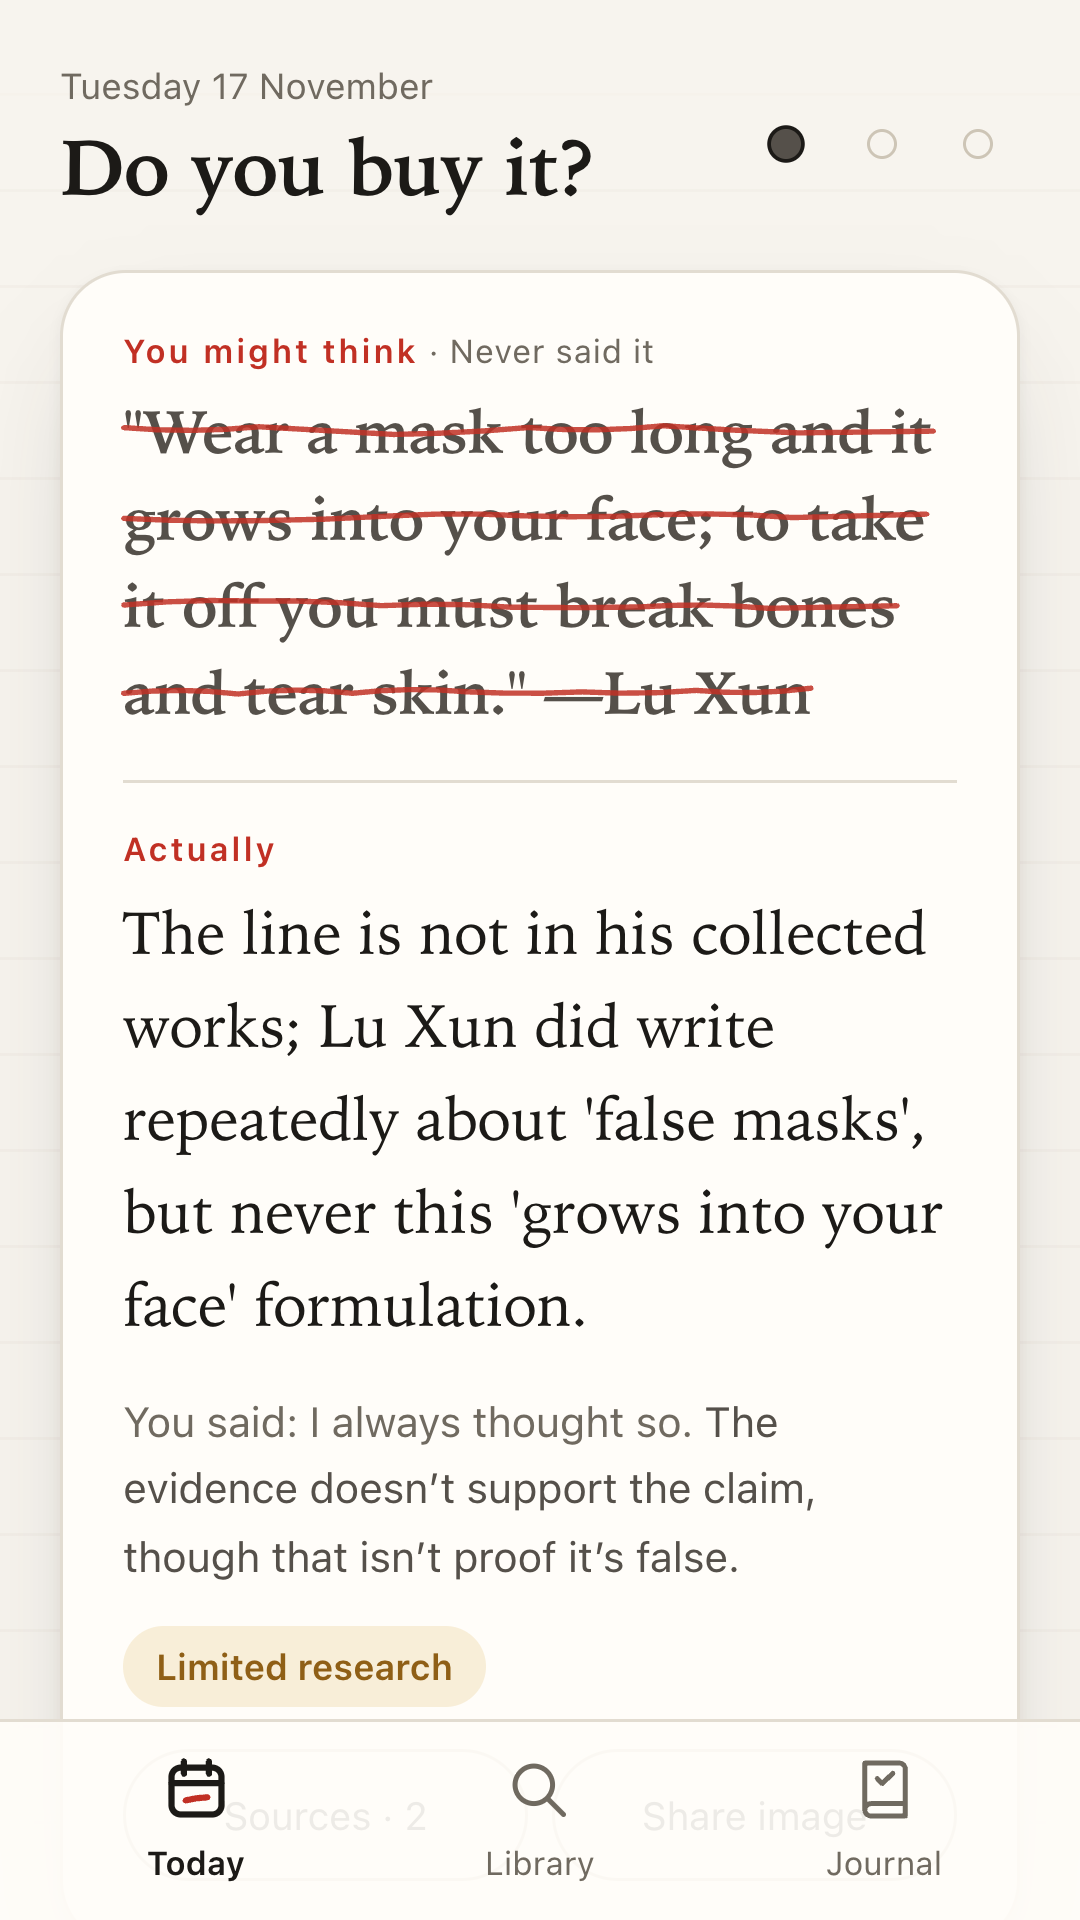 Tuesday 17 November
Do you buy it?
You might think · Never said it
"Wear a mask too long and it
grows into your face; to take
it off you must break bones
and tear skin." —Lu Xun
Actually
The line is not in his collected
works; Lu Xun did write
repeatedly about 'false masks',
but never this 'grows into your
face' formulation.
You said: I always thought so. The
evidence doesn’t support the claim,
though that isn’t proof it’s false.
Limited research
Sources · 2
Share image
Today
Library
Journal